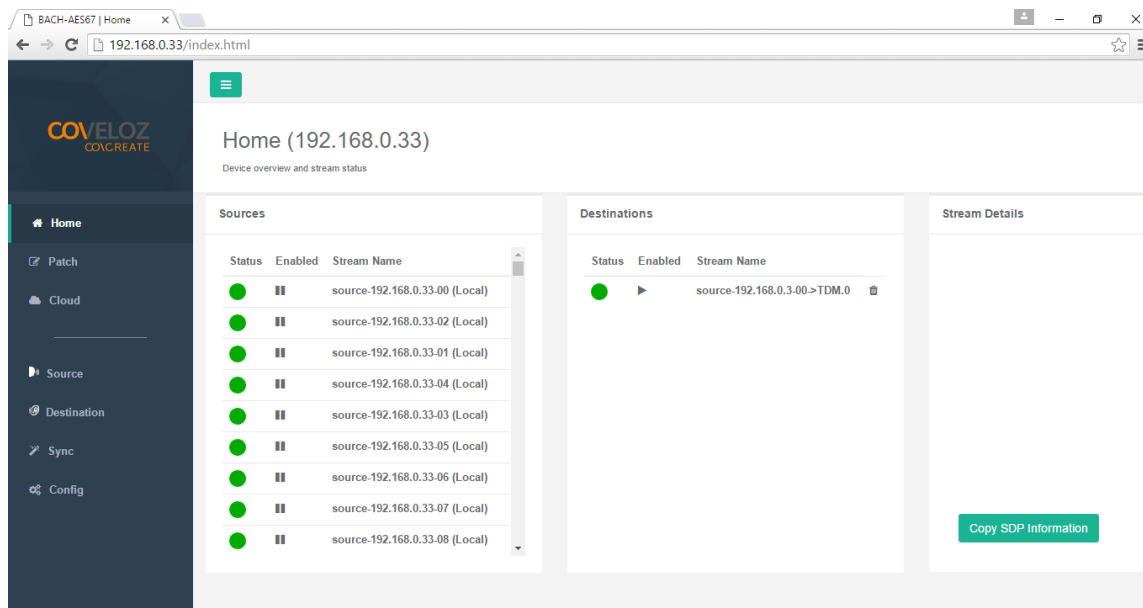 BACH-AES67 | Home
192.168.0.33/index.html
COVELOZ
CO\CREATE
Home
Patch
Cloud
Source
Destination
Sync
Config
Home (192.168.0.33)
Device overview and stream status
Sources
Status Enabled Stream Name
source-192.168.0.33-00 (Local)
source-192.168.0.33-02 (Local)
source-192.168.0.33-01 (Local)
source-192.168.0.33-04 (Local)
source-192.168.0.33-03 (Local)
source-192.168.0.33-05 (Local)
source-192.168.0.33-06 (Local)
source-192.168.0.33-07 (Local)
source-192.168.0.33-08 (Local)
Destinations
Status Enabled Stream Name
source-192.168.0.3-00->TDM.0
Stream Details
Copy SDP Information